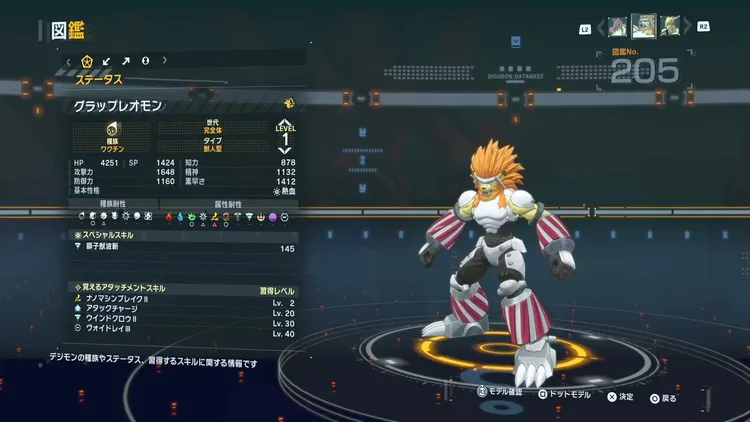 図鑑
L2
R2
図鑑No.
205
DIGIMON DATABASE
ステータス
グラップレオモン
種族
ワクチン
世代
完全体
タイプ
獣人型
LEVEL
1
HP 4251 SP 1424 知力 878
攻撃力 1648 精神 1132
防御力 1160 素早さ 1412
基本性格 熱血
種族耐性 属性耐性
スペシャルスキル
獅子獣波斬 145
覚えるアタッチメントスキル 習得レベル
ナノマシンブレイクⅡ Lv. 2
アタックチャージ Lv. 20
ウインドクロウⅡ Lv. 30
ヴォイドレイⅢ Lv. 40
デジモンの種族やステータス、習得するスキルに関する情報です
モデル確認 ドットモデル 決定 戻る